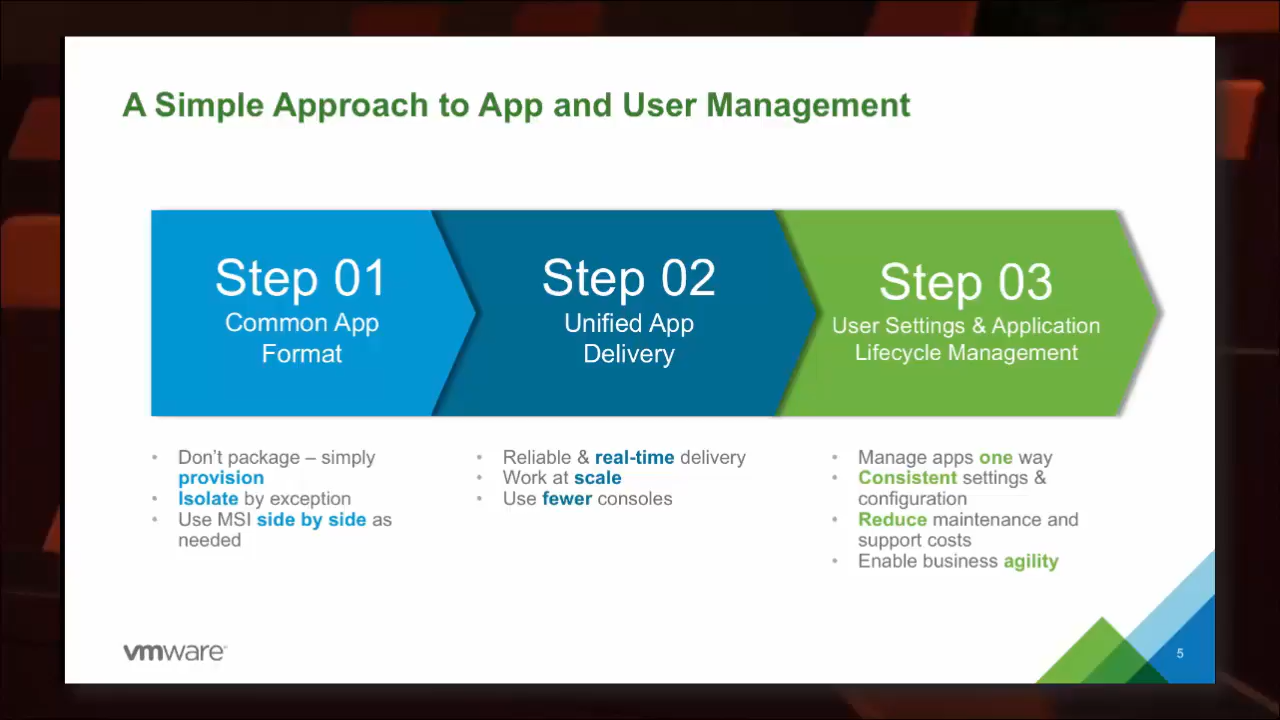 A Simple Approach to App and User Management
Step 01
Common App
Format
Step 02
Unified App
Delivery
Step 03
User Settings & Application
Lifecycle Management
• Don't package – simply
provision
• Isolate by exception
• Use MSI side by side as
needed
• Reliable & real-time delivery
• Work at scale
• Use fewer consoles
• Manage apps one way
• Consistent settings &
configuration
• Reduce maintenance and
support costs
• Enable business agility
vmware
5